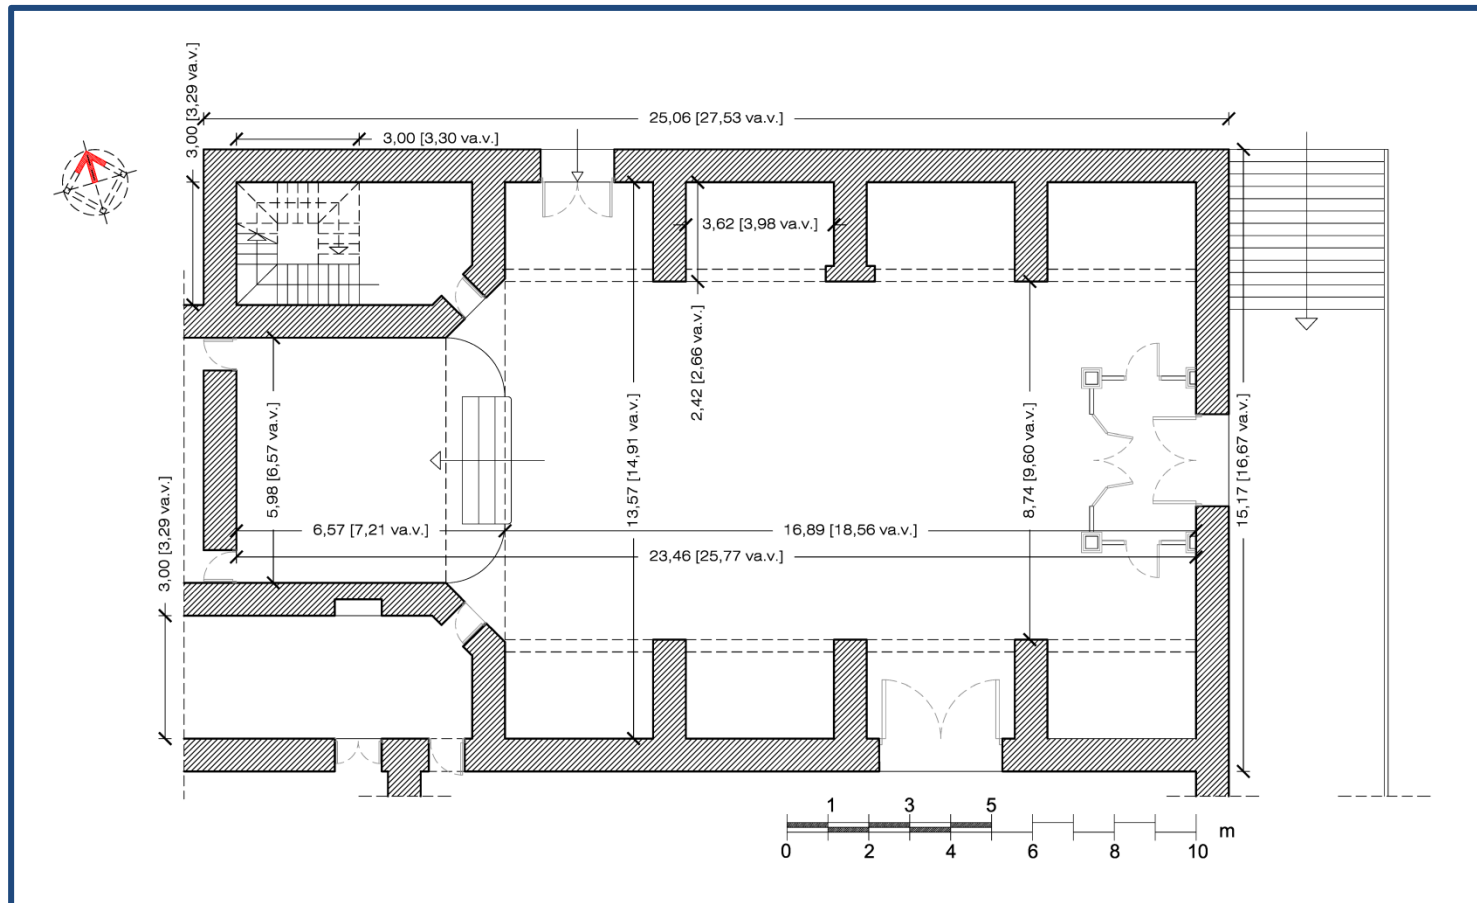 3,00 [3,29 va.v.]
25,06 [27,53 va.v.]
3,00 [3,30 va.v.]
3,62 [3,98 va.v.]
2,42 [2,66 va.v.]
5,98 [6,57 va.v.]
13,57 [14,91 va.v.]
8,74 [9,60 va.v.]
15,17 [16,67 va.v.]
3,00 [3,29 va.v.]
6,57 [7,21 va.v.]
16,89 [18,56 va.v.]
23,46 [25,77 va.v.]
1 3 5
m
0 2 4 6 8 10